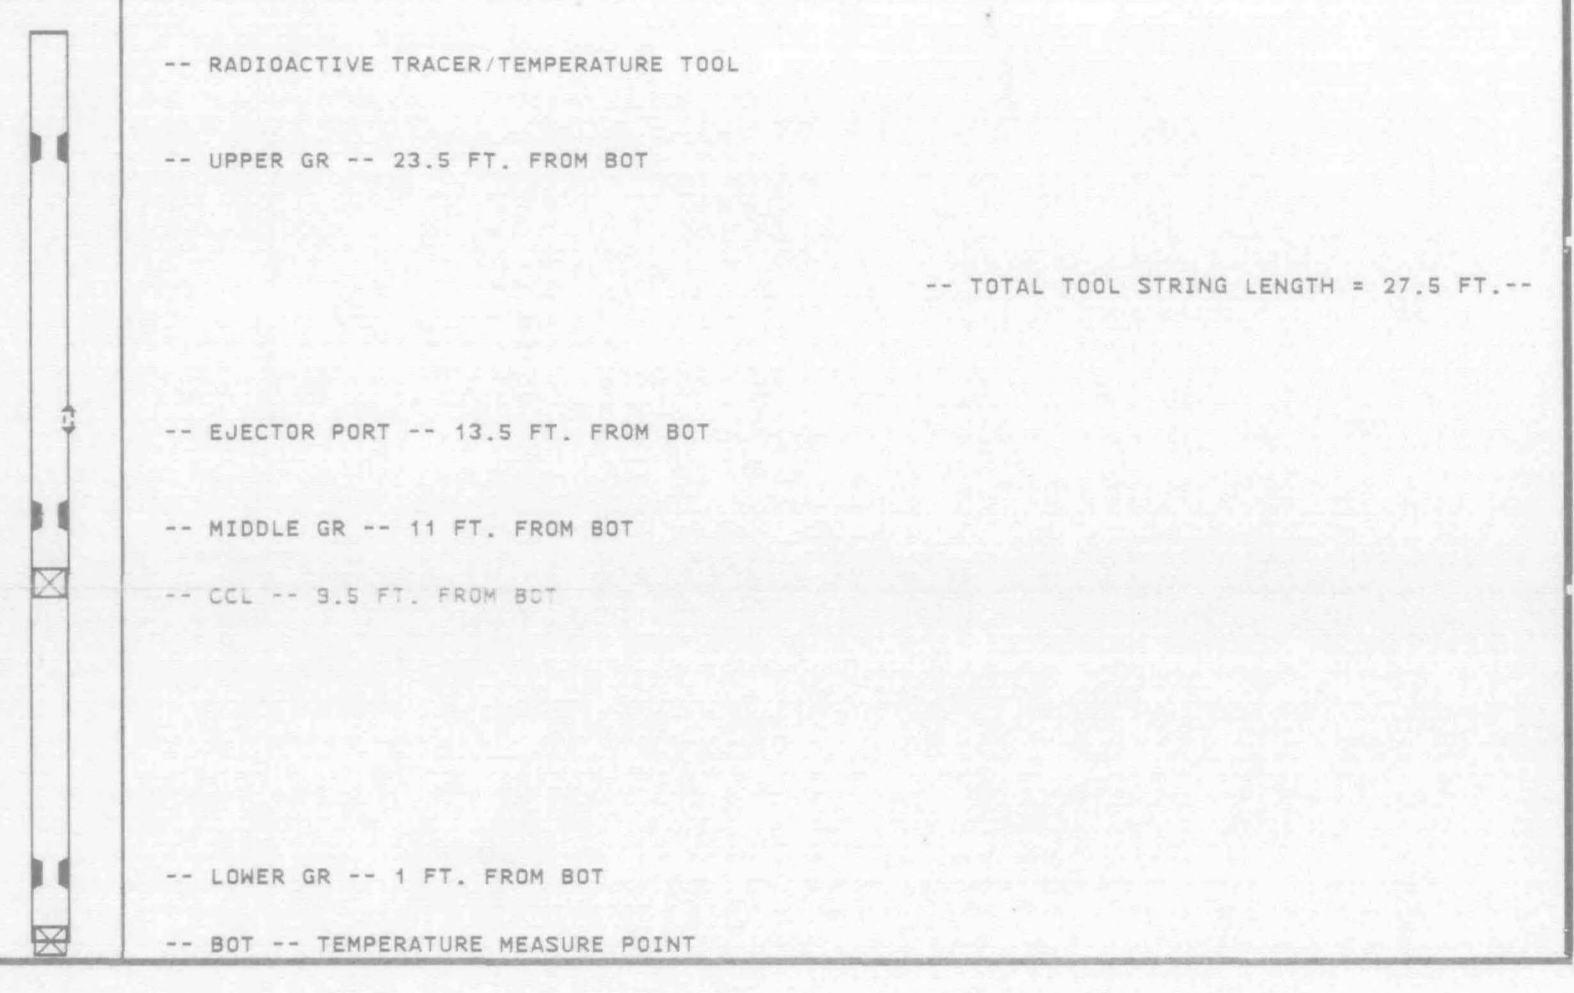 -- RADIOACTIVE TRACER/TEMPERATURE TOOL
-- UPPER GR -- 23.5 FT. FROM BOT
-- TOTAL TOOL STRING LENGTH = 27.5 FT.--
-- EJECTOR PORT -- 13.5 FT. FROM BOT
-- MIDDLE GR -- 11 FT. FROM BOT
-- CCL -- 9.5 FT. FROM BOT
-- LOWER GR -- 1 FT. FROM BOT
-- BOT -- TEMPERATURE MEASURE POINT